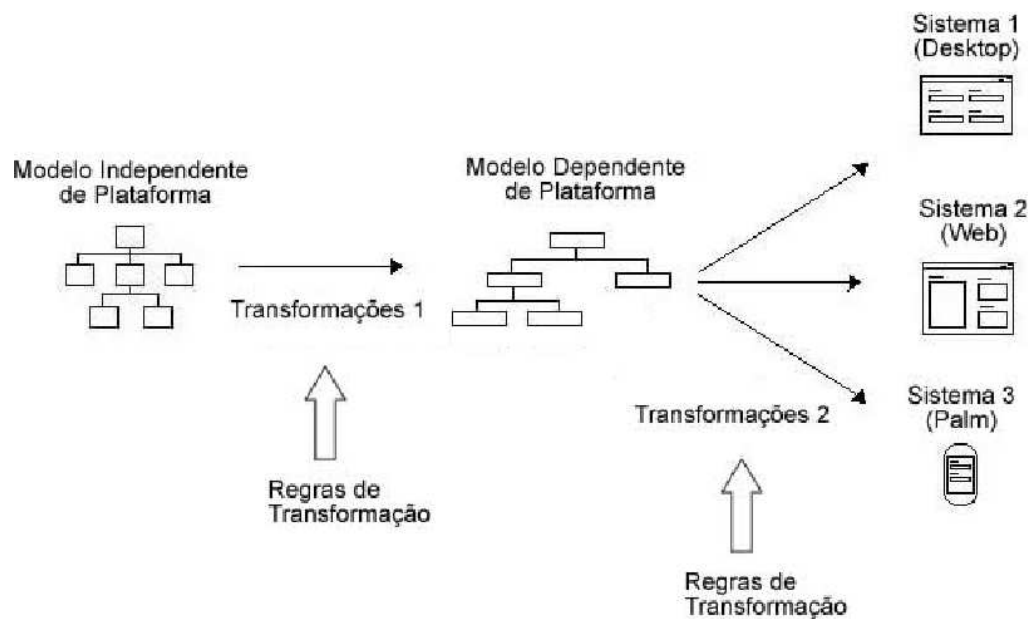 Modelo Independente
de Plataforma
Transformações 1
Regras de
Transformação
Modelo Dependente
de Plataforma
Transformações 2
Regras de
Transformação
Sistema 1
(Desktop)
Sistema 2
(Web)
Sistema 3
(Palm)